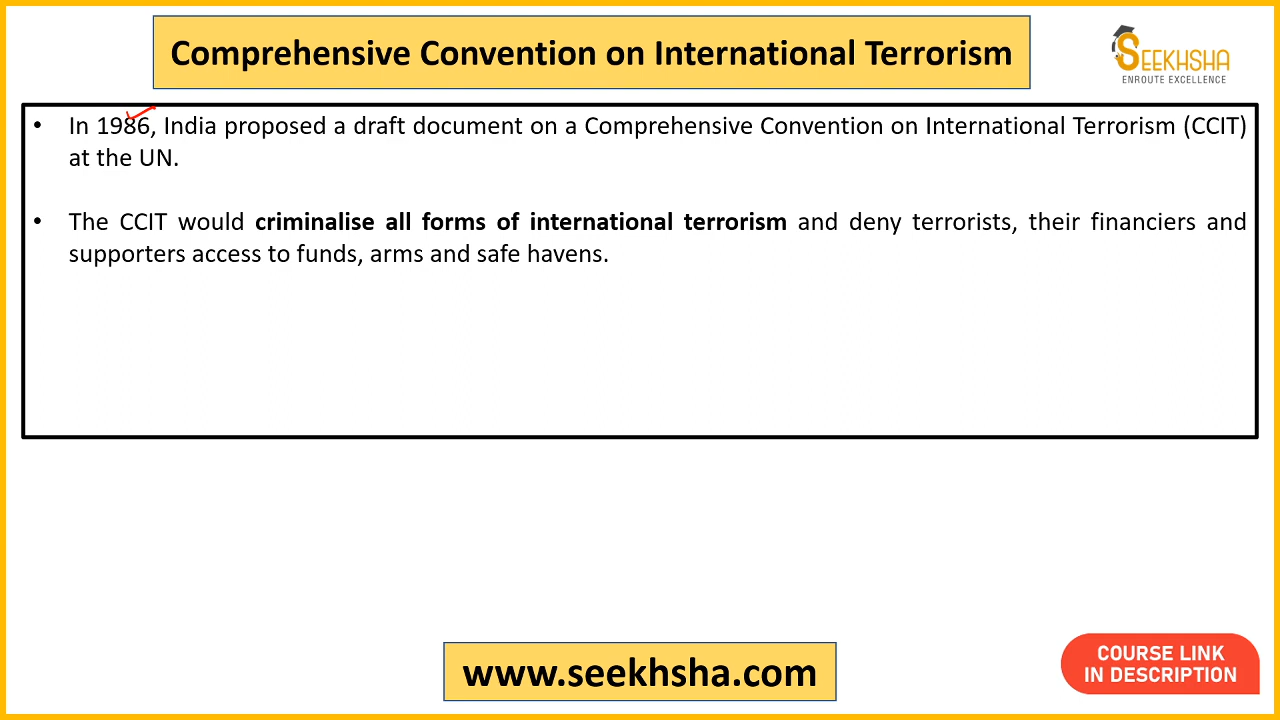 Comprehensive Convention on International Terrorism
SEEKHSHA
ENROUTE EXCELLENCE
• In 1986, India proposed a draft document on a Comprehensive Convention on International Terrorism (CCIT)
at the UN.
• The CCIT would criminalise all forms of international terrorism and deny terrorists, their financiers and
supporters access to funds, arms and safe havens.
www.seekhsha.com
COURSE LINK
IN DESCRIPTION